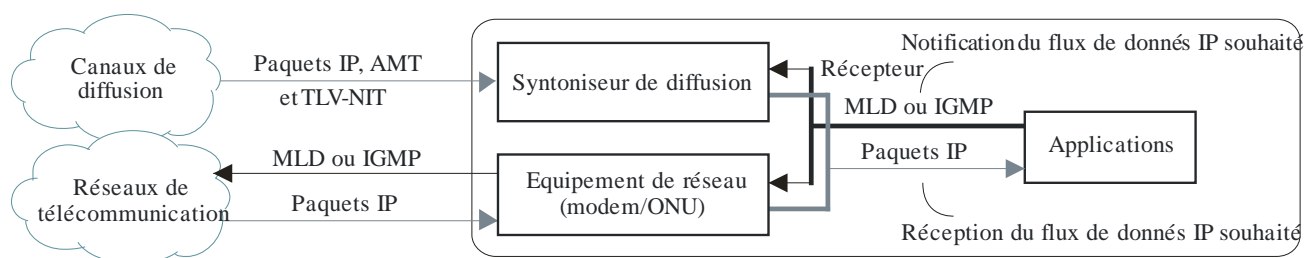 Canaux de
diffusion
Paquets IP, AMT
et TLV-NIT
Syntoniseur de diffusion
Récepteur
Notification du flux de donnés IP souhaité
MLD ou IGMP
Applications
Paquets IP
Réseaux de
télécommunication
MLD ou IGMP
Paquets IP
Equipement de réseau
(modem/ONU)
Réception du flux de donnés IP souhaité